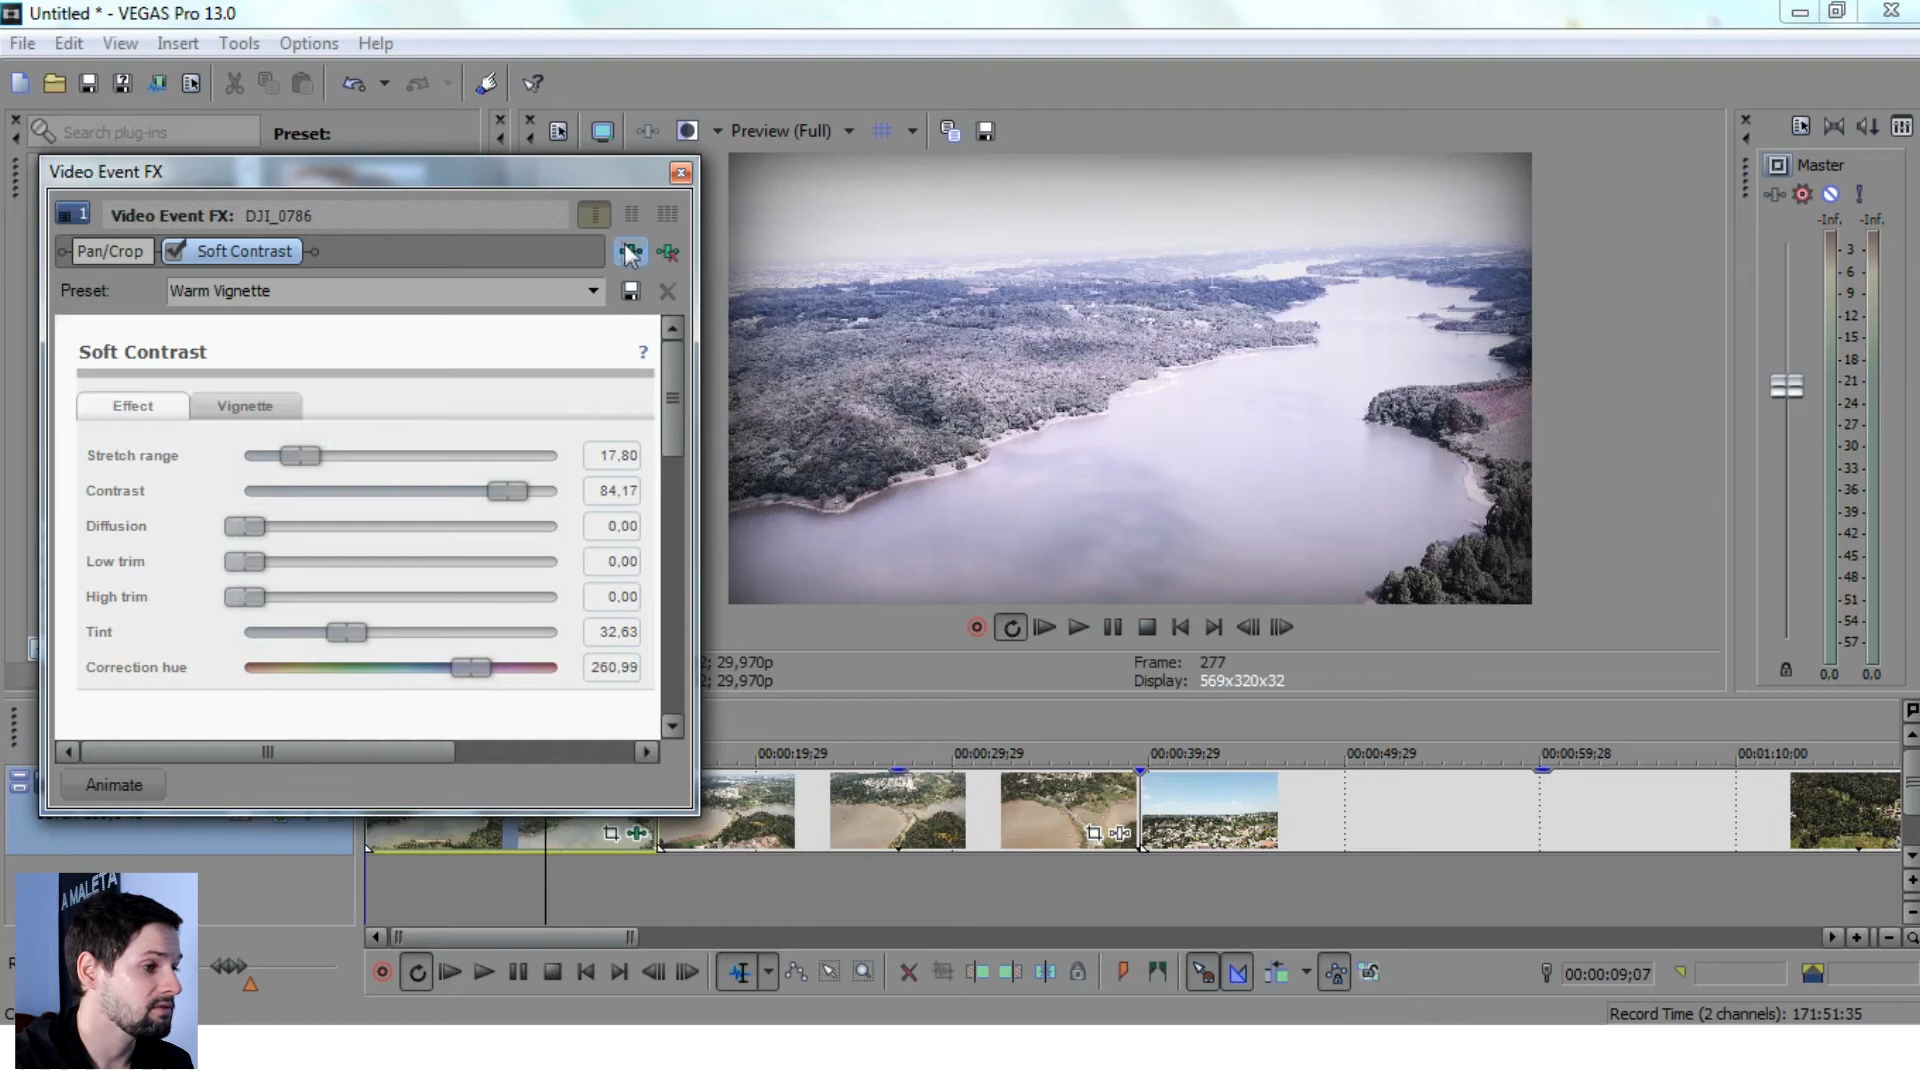 Untitled * - VEGAS Pro 13.0
File Edit View Insert Tools Options Help
Search plug-ins
Preset:
Preview (Full)
Master
-Inf. -Inf.
3
6
9
12
15
18
21
24
27
30
33
36
39
42
45
48
51
54
57
0,0 0,0
Video Event FX
1
Video Event FX: DJI_0786
Pan/Crop
Soft Contrast
Preset:
Warm Vignette
Soft Contrast
?
Effect
Vignette
Stretch range 17,80
Contrast 84,17
Diffusion 0,00
Low trim 0,00
High trim 0,00
Tint 32,63
Correction hue 260,99
Animate
2; 29,970p
2; 29,970p
Frame: 277
Display: 569x320x32
00:00:19;29
00:00:29;29
00:00:39;29
00:00:49;29
00:00:59;28
00:01:10;00
A MALETA
00:00:09;07
Record Time (2 channels): 171:51:35